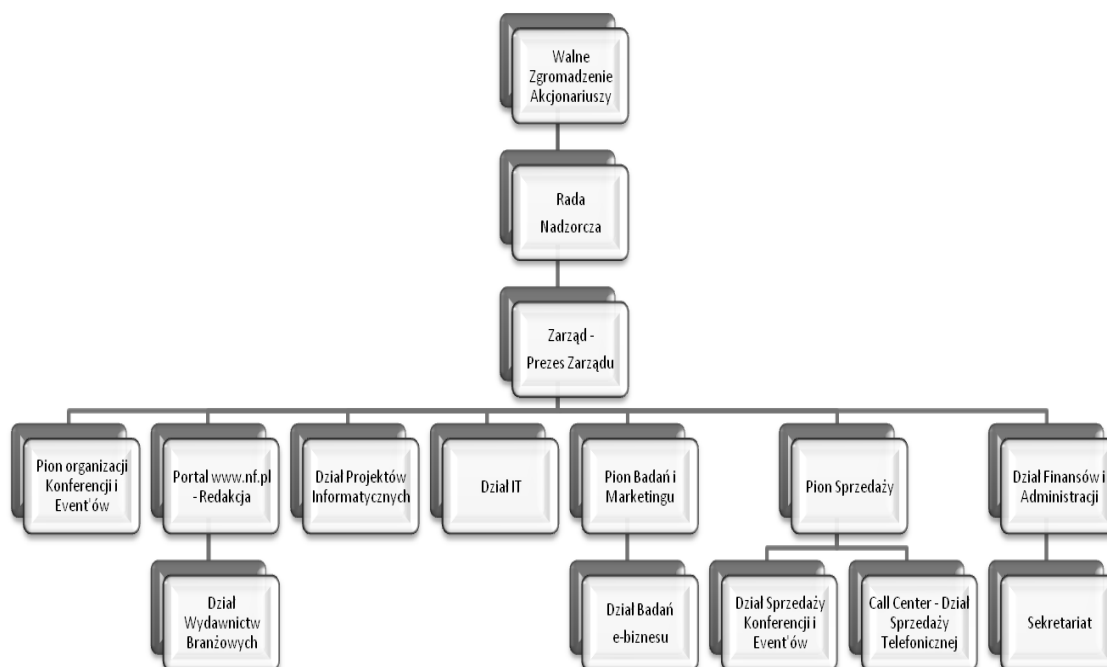 Walne
Zgromadzenie
Akcjonariuszy
Rada
Nadzorcza
Zarząd -
Prezes Zarządu
Pion organizacji
Konferencji i
Event'ów
Portal www.nf.pl
- Redakcja
Dział Projektów
Informatycznych
Dział IT
Pion Badań i
Marketingu
Pion Sprzedaży
Dział Finansów i
Administracji
Dział
Wydawnictw
Branżowych
Dział Badań
e-biznesu
Dział Sprzedaży
Konferencji i
Event'ów
Call Center - Dział
Sprzedaży
Telefonicznej
Sekretariat